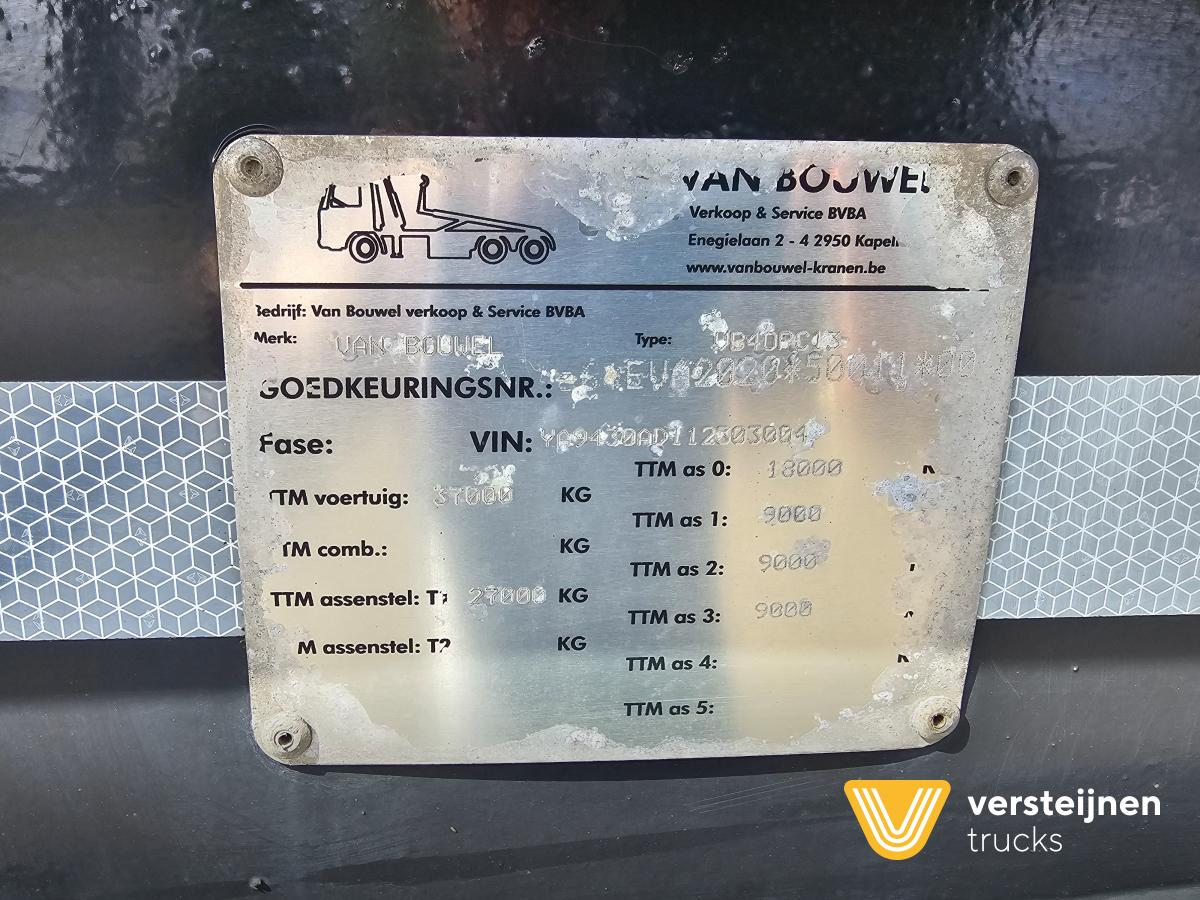 VAN BOUWEL
Verkoop & Service BVBA
Enegielaan 2 - 4 2950 Kapell
www.vanbouwel-kranen.be
Bedrijf: Van Bouwel verkoop & Service BVBA
Merk: VAN BOUWEL Type:
GOEDKEURINGSNR.:
Fase: VIN:
TTM as 0: 18000
TTM voertuig: 37000 KG
TTM as 1: 9000
TM comb.: KG
TTM as 2: 9000
TTM assenstel: T1 27000 KG
TTM as 3: 9000
M assenstel: T2 KG
TTM as 4:
TTM as 5:
versteijnen
trucks